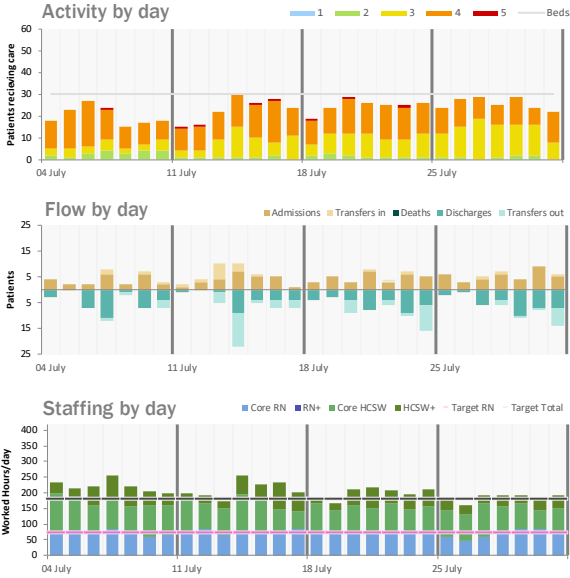 Activity by day
1 2 3 4 5 Beds
Patients recieving care
60
50
40
30
20
10
0
04 July 11 July 18 July 25 July
Flow by day
Admissions Transfers in Deaths Discharges Transfers out
Patients
25
15
5
5
15
25
04 July 11 July 18 July 25 July
Staffing by day
Core RN RN+ Core HCSW HCSW+ Target RN Target Total
Worked Hours/day
400
350
300
250
200
150
100
50
0
04 July 11 July 18 July 25 July